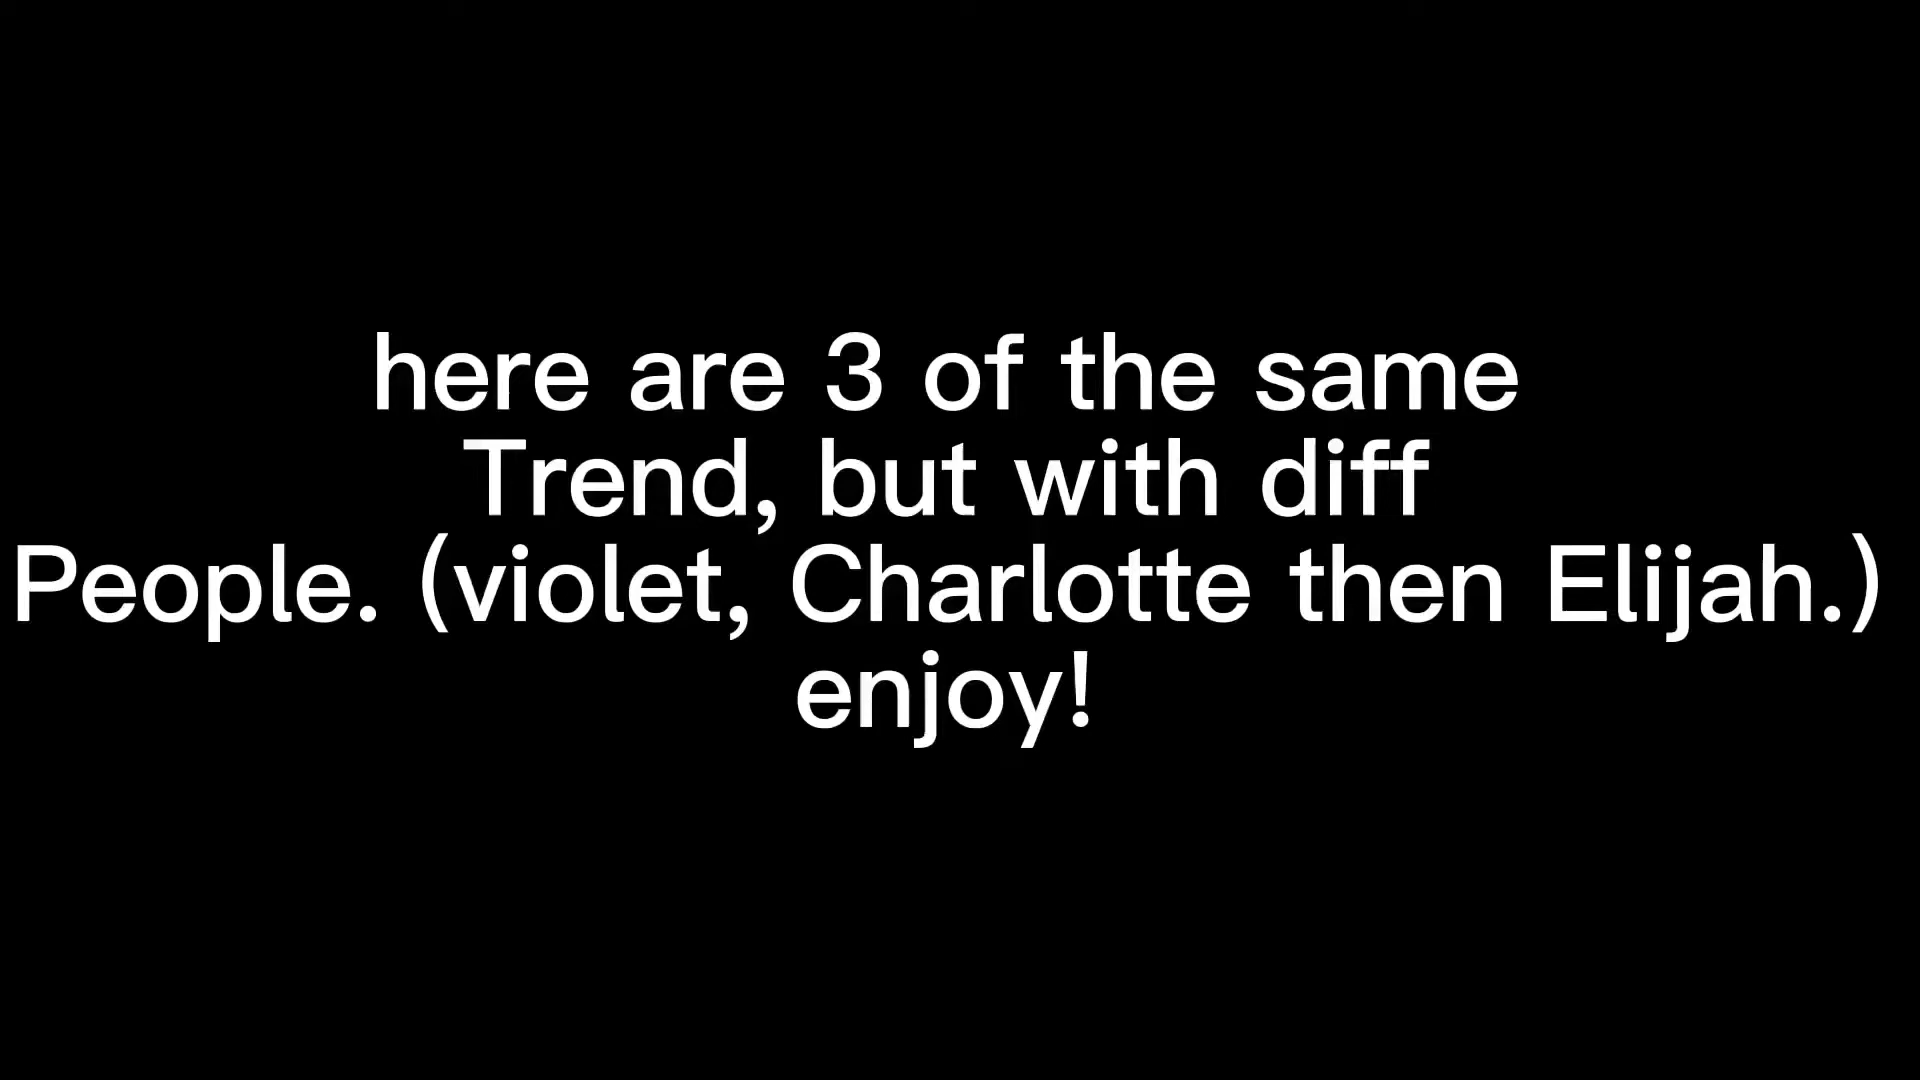 here are 3 of the same
Trend, but with diff
People. (violet, Charlotte then Elijah.)
enjoy!